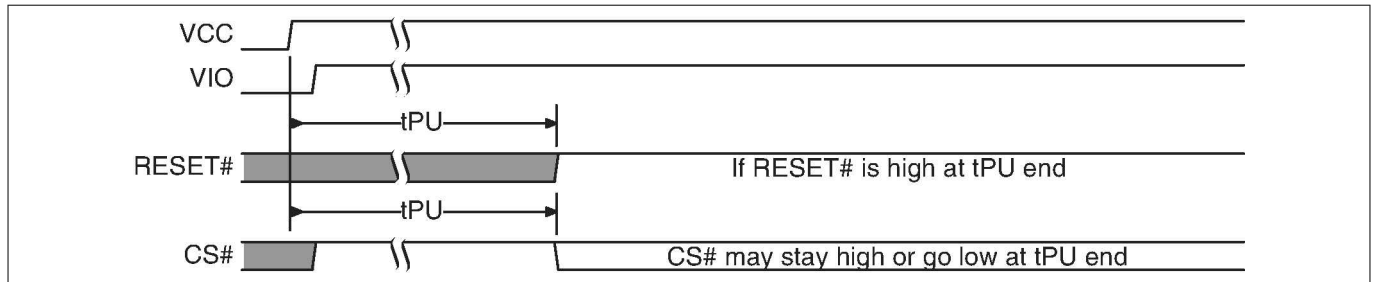 VCC
VIO
tPU
RESET# If RESET# is high at tPU end
tPU
CS# CS# may stay high or go low at tPU end